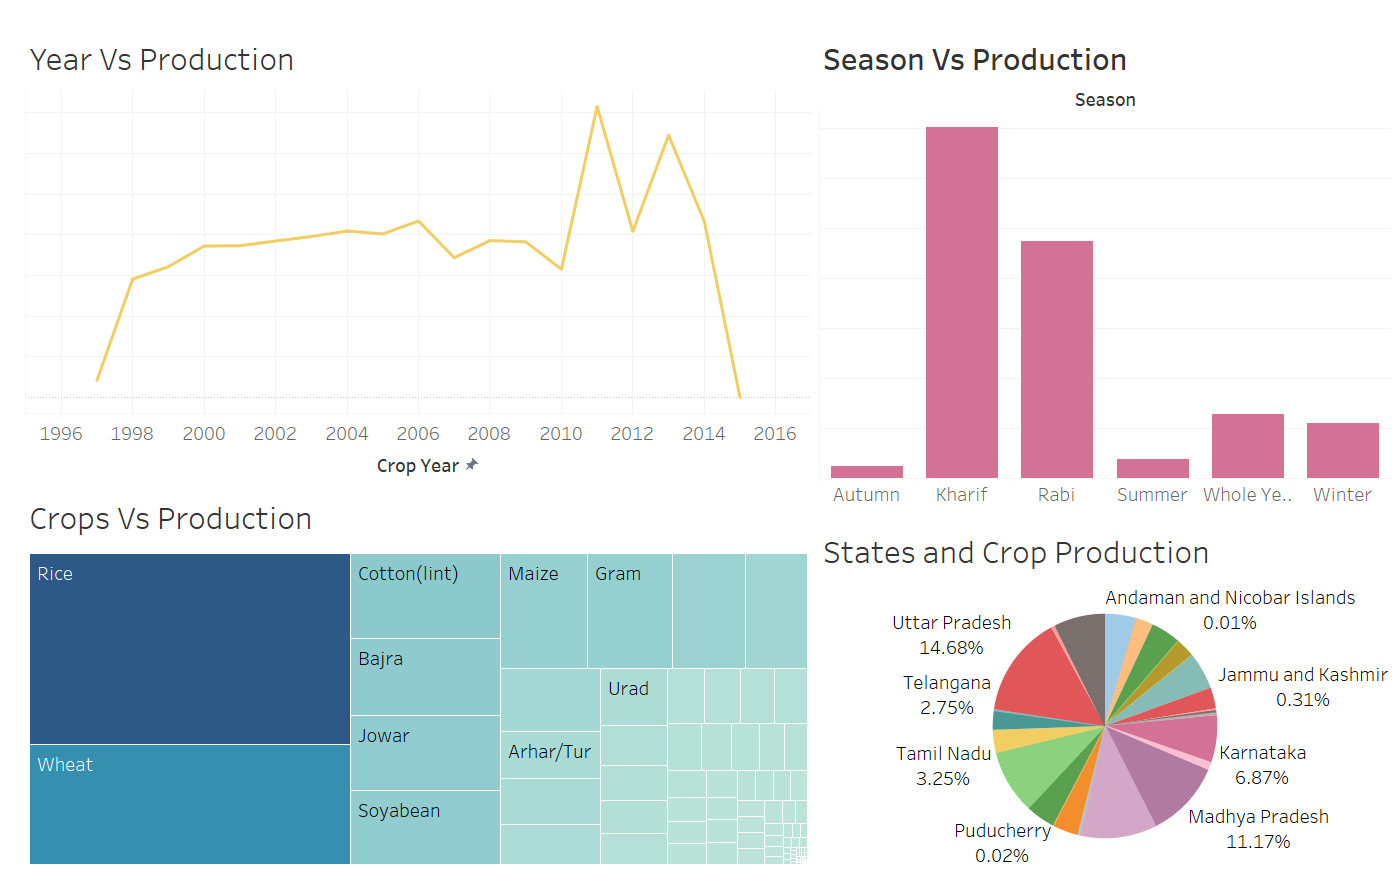 Year Vs Production
1996 1998 2000 2002 2004 2006 2008 2010 2012 2014 2016
Crop Year
Season Vs Production
Season
Autumn Kharif Rabi Summer Whole Ye.. Winter
Crops Vs Production
Rice
Wheat
Cotton(lint)
Bajra
Jowar
Soyabean
Maize
Gram
Urad
Arhar/Tur
States and Crop Production
Andaman and Nicobar Islands
0.01%
Uttar Pradesh
14.68%
Jammu and Kashmir
0.31%
Telangana
2.75%
Karnataka
6.87%
Tamil Nadu
3.25%
Madhya Pradesh
11.17%
Puducherry
0.02%